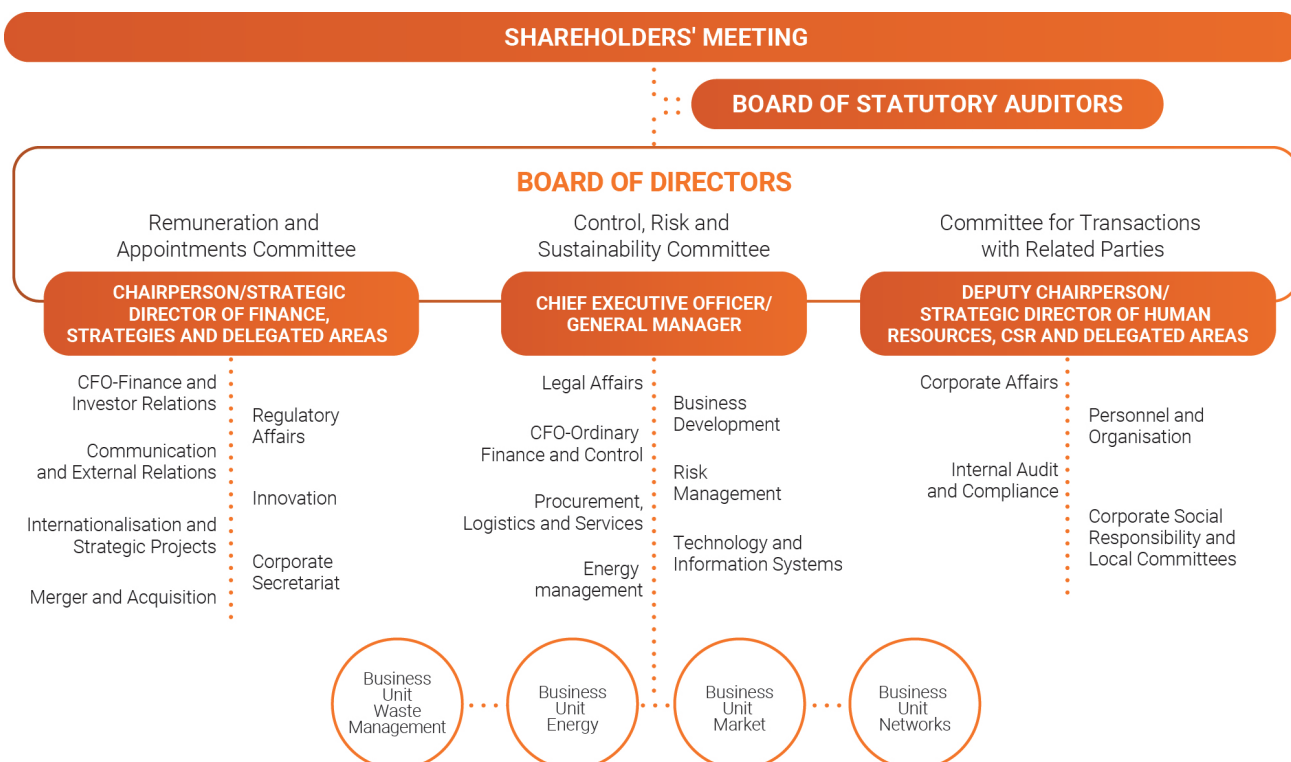 SHAREHOLDERS' MEETING
BOARD OF STATUTORY AUDITORS
BOARD OF DIRECTORS
Remuneration and
Appointments Committee
Control, Risk and
Sustainability Committee
Committee for Transactions
with Related Parties
CHAIRPERSON/STRATEGIC
DIRECTOR OF FINANCE,
STRATEGIES AND DELEGATED AREAS
CHIEF EXECUTIVE OFFICER/
GENERAL MANAGER
DEPUTY CHAIRPERSON/
STRATEGIC DIRECTOR OF HUMAN
RESOURCES, CSR AND DELEGATED AREAS
CFO-Finance and
Investor Relations
Regulatory
Affairs
Communication
and External Relations
Innovation
Internationalisation and
Strategic Projects
Corporate
Secretariat
Merger and Acquisition
Legal Affairs
Business
Development
CFO-Ordinary
Finance and Control
Risk
Management
Procurement,
Logistics and Services
Technology and
Information Systems
Energy
management
Corporate Affairs
Personnel and
Organisation
Internal Audit
and Compliance
Corporate Social
Responsibility and
Local Committees
Business
Unit
Waste
Management
Business
Unit
Energy
Business
Unit
Market
Business
Unit
Networks